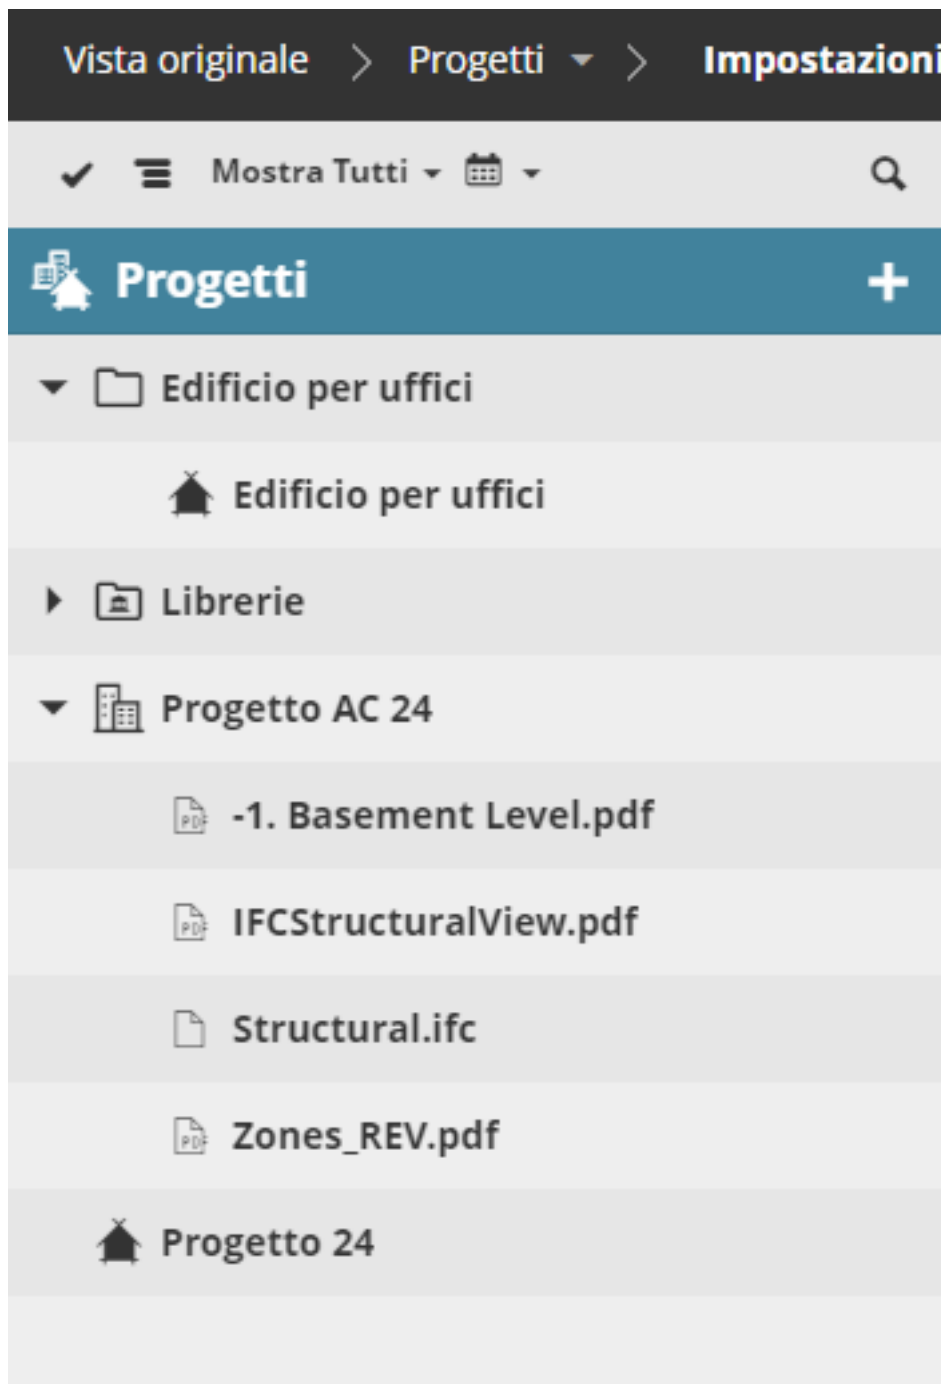 Vista originale > Progetti > Impostazioni
Mostra Tutti
Progetti
Edificio per uffici
Edificio per uffici
Librerie
Progetto AC 24
-1. Basement Level.pdf
IFCStructuralView.pdf
Structural.ifc
Zones_REV.pdf
Progetto 24